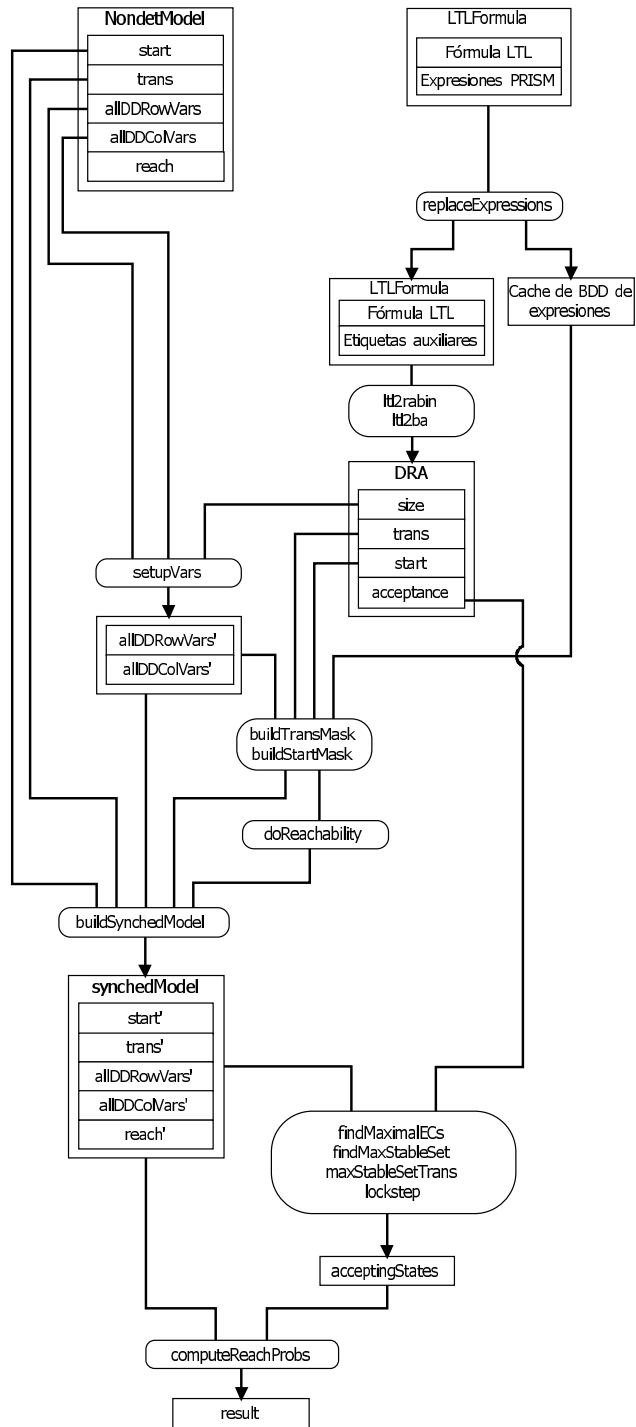 NondetModel
start
trans
allDDRowVars
allDDColVars
reach
LTLFormula
Fórmula LTL
Expresiones PRISM
replaceExpressions
LTLFormula
Fórmula LTL
Etiquetas auxiliares
Cache de BDD de
expresiones
ltl2rabin
ltl2ba
DRA
size
trans
start
acceptance
setupVars
allDDRowVars'
allDDColVars'
buildTransMask
buildStartMask
doReachability
buildSynchedModel
synchedModel
start'
trans'
allDDRowVars'
allDDColVars'
reach'
findMaximalECs
findMaxStableSet
maxStableSetTrans
lockstep
acceptingStates
computeReachProbs
result